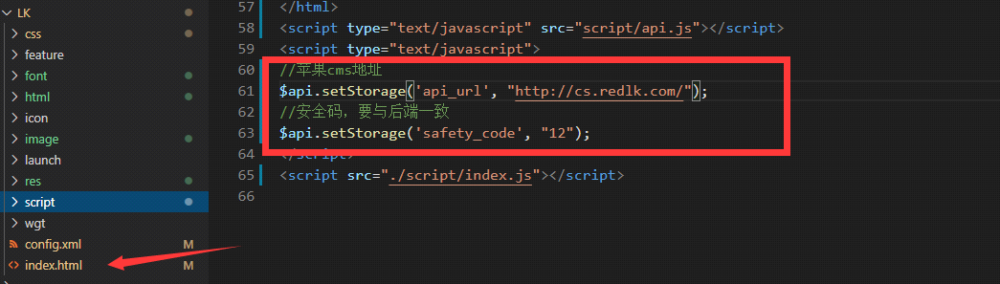 LK
css
feature
font
html
icon
image
launch
res
script
wgt
config.xml M
index.html M
57 </html>
58 <script type="text/javascript" src="script/api.js"></script>
59 <script type="text/javascript">
60 //苹果cms地址
61 $api.setStorage('api_url', "http://cs.redlk.com/");
62 //安全码，要与后端一致
63 $api.setStorage('safety_code', "12");
64 </script>
65 <script src="./script/index.js"></script>
66